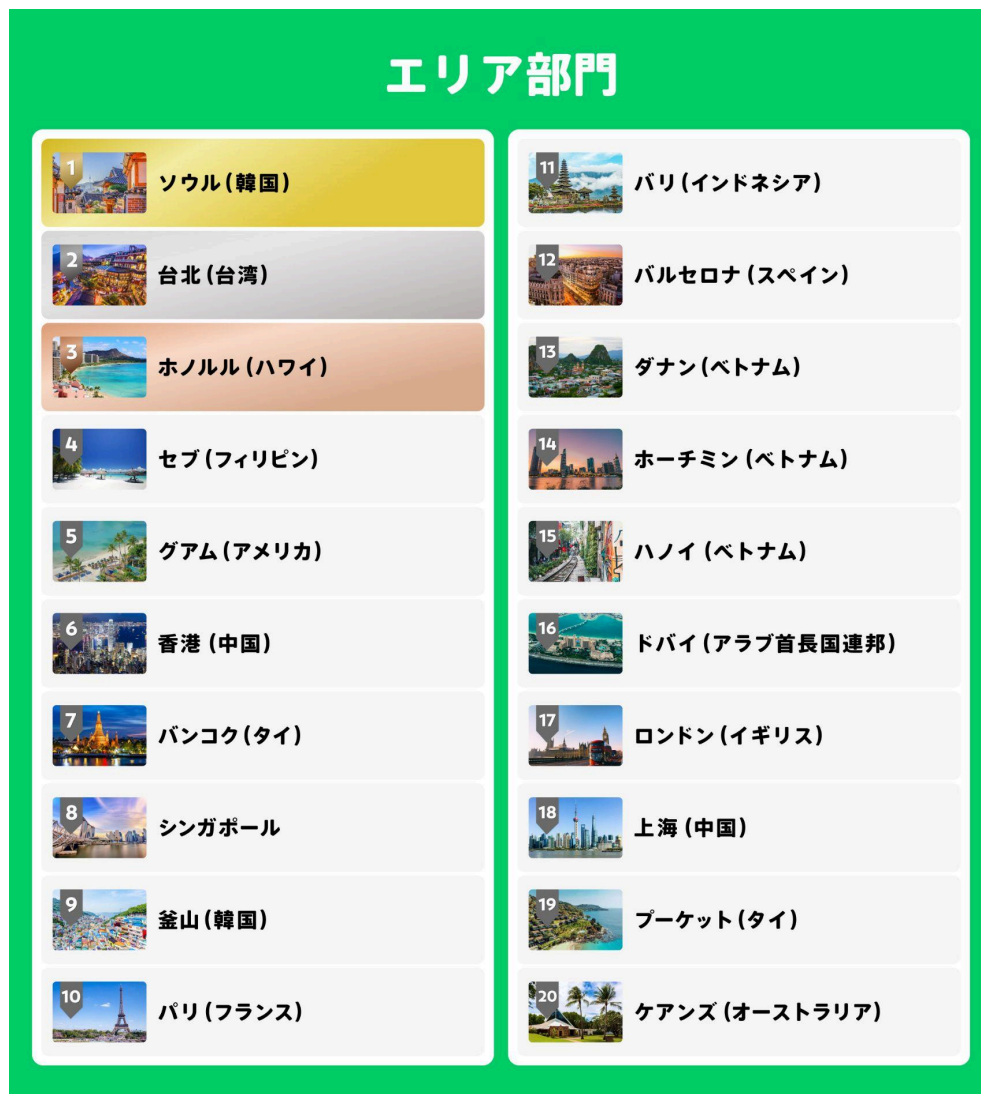 エリア部門
1
ソウル(韓国)
2
台北(台湾)
3
ホノルル(ハワイ)
4
セブ(フィリピン)
5
グアム(アメリカ)
6
香港(中国)
7
バンコク(タイ)
8
シンガポール
9
釜山(韓国)
10
パリ(フランス)
11
バリ(インドネシア)
12
バルセロナ(スペイン)
13
ダナン(ベトナム)
14
ホーチミン(ベトナム)
15
ハノイ(ベトナム)
16
ドバイ(アラブ首長国連邦)
17
ロンドン(イギリス)
18
上海(中国)
19
プーケット(タイ)
20
ケアンズ(オーストラリア)